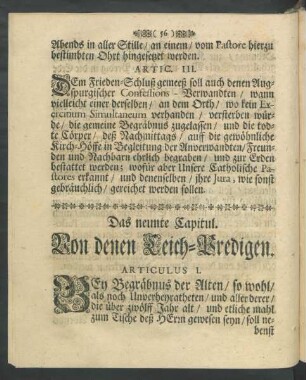 ( 56 )
Abends in aller Stille / an einem / vom Pastore hierzu
bestimbten Ohrt hingesetzt werden.
ARTIC. III.
DEm Frieden-Schluß gemeeß soll auch denen Aug-
spurgischer Confessions-Verwandten / wann
vielleicht einer derselben / an dem Orth / wo kein Ex-
ercitium Simultaneum verhanden / versterben wür-
de / die gemeine Begräbnus zugelassen / und die tod-
te Cörper / deß Nachmittags / auff die gewöhnliche
Kirch-Höffe in Begleitung der Anverwandten / Freun-
den und Nachbarn ehrlich begraben / und zur Erden
bestattet werden; wofür aber Unsere Catholische Pa-
stores erkannt / und denenselben / ihre Jura, wie sonst
gebräuchlich / gereichet werden sollen.
Das neunte Capitul.
Von denen Leich-Predigen.
ARTICULUS I.
BEy Begräbnus der Alten / so wohl /
als noch Unverheyratheten / und aller derer /
die über zwölff Jahr alt / und etliche mahl
zum Tische deß HErrn gewesen seyn / soll ne-
benst